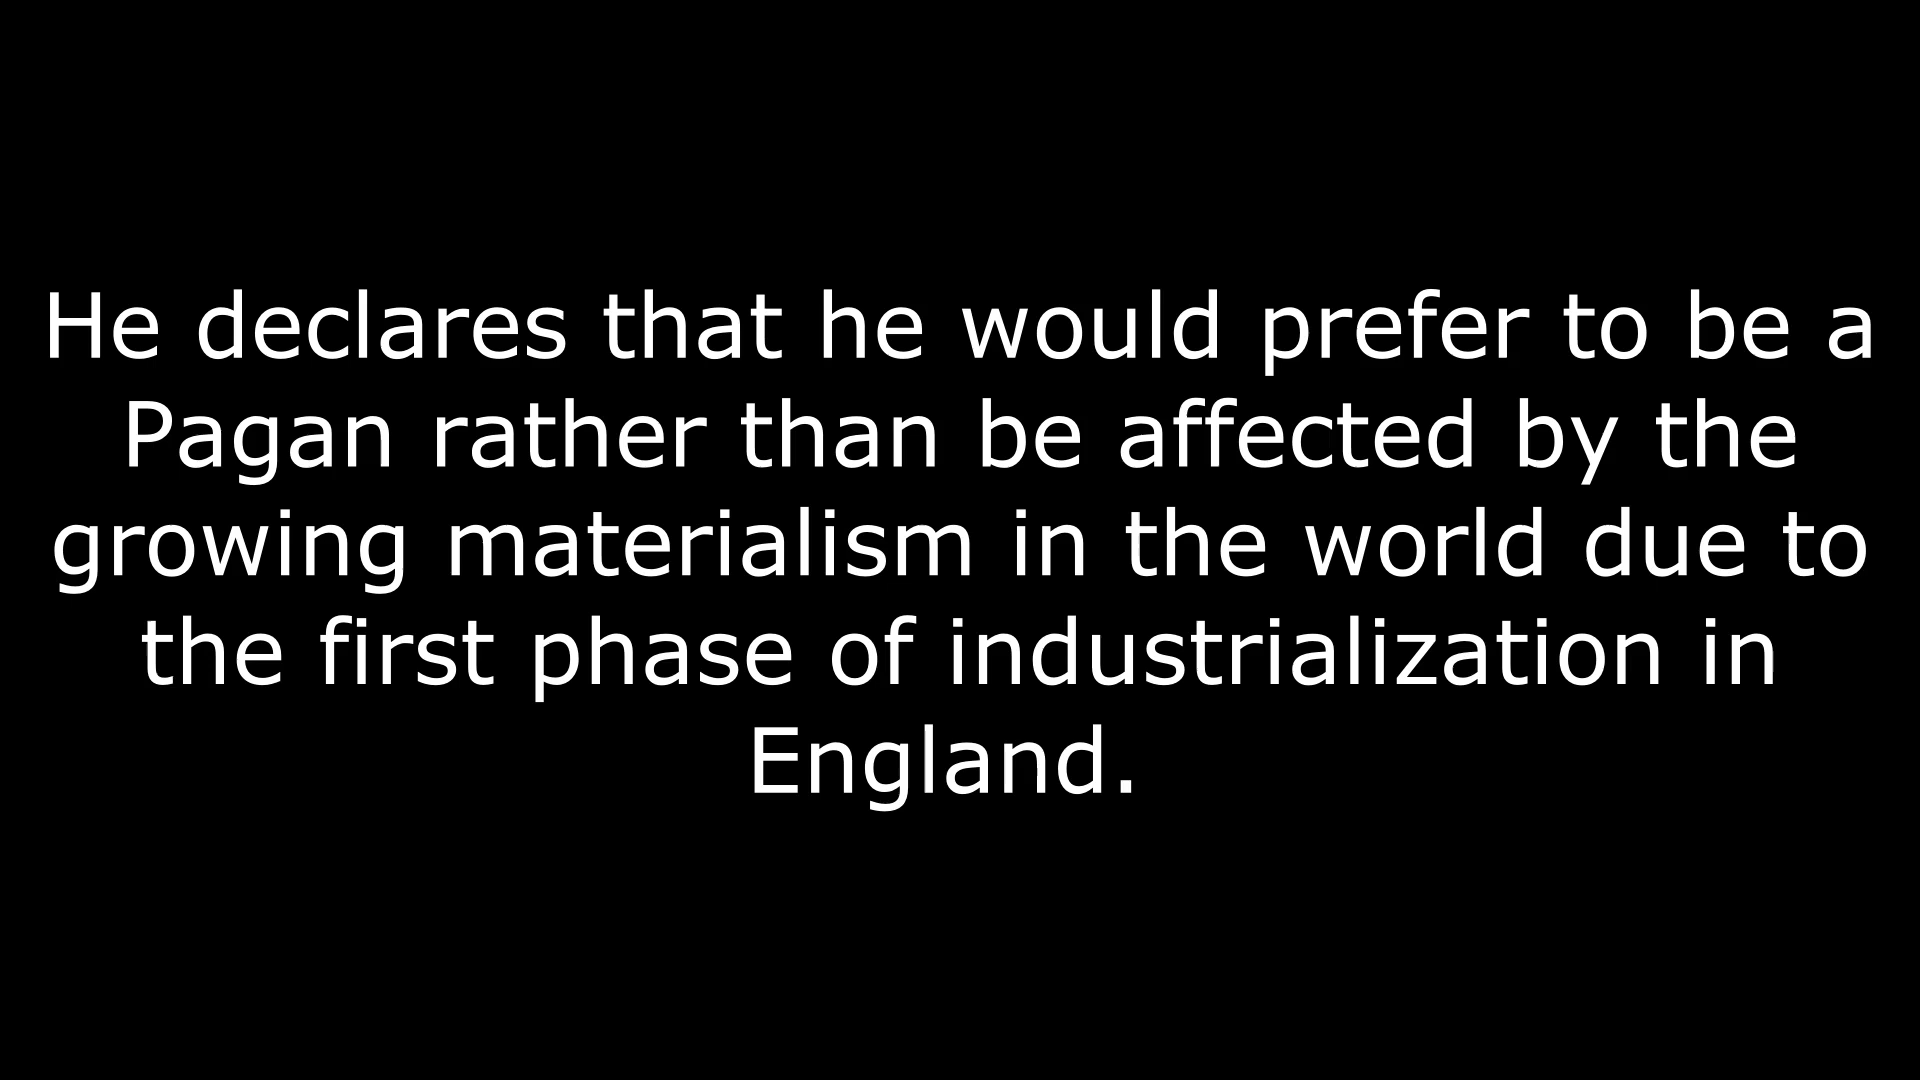 He declares that he would prefer to be a
Pagan rather than be affected by the
growing materialism in the world due to
the first phase of industrialization in
England.